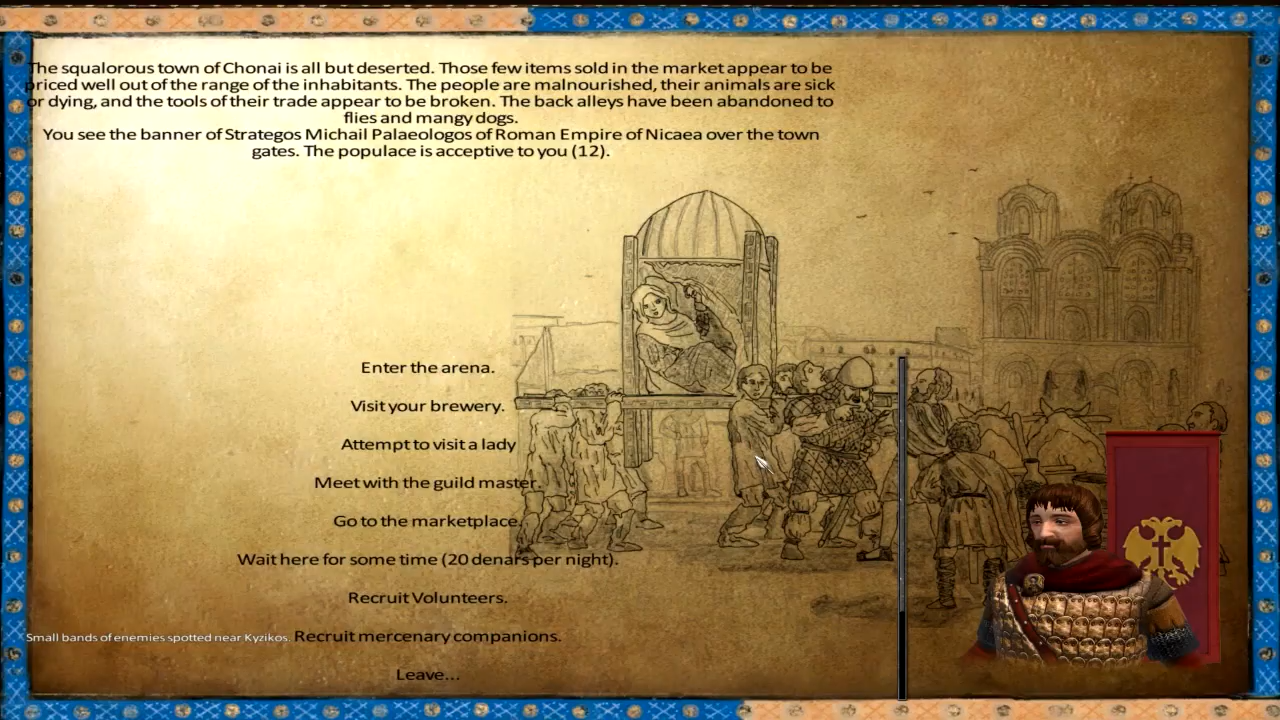 The squalorous town of Chonai is all but deserted. Those few items sold in the market appear to be
priced well out of the range of the inhabitants. The people are malnourished, their animals are sick
or dying, and the tools of their trade appear to be broken. The back alleys have been abandoned to
flies and mangy dogs.
You see the banner of Strategos Michail Palaeologos of Roman Empire of Nicaea over the town
gates. The populace is acceptive to you (12).
Enter the arena.
Visit your brewery.
Attempt to visit a lady
Meet with the guild master.
Go to the marketplace.
Wait here for some time (20 denars per night).
Recruit Volunteers.
Small bands of enemies spotted near Kyzikos.
Recruit mercenary companions.
Leave...